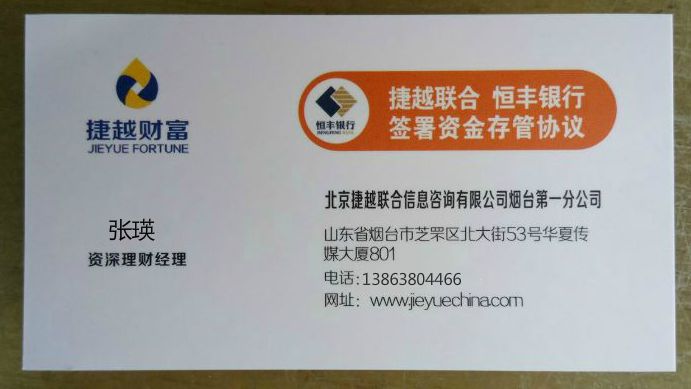 捷越财富
JIEYUE FORTUNE
恒丰银行
捷越联合 恒丰银行
签署资金存管协议
张瑛
资深理财经理
北京捷越联合信息咨询有限公司烟台第一分公司
山东省烟台市芝罘区北大街53号华夏传
媒大厦801
电话:13863804466
网址: www.jieyuechina.com